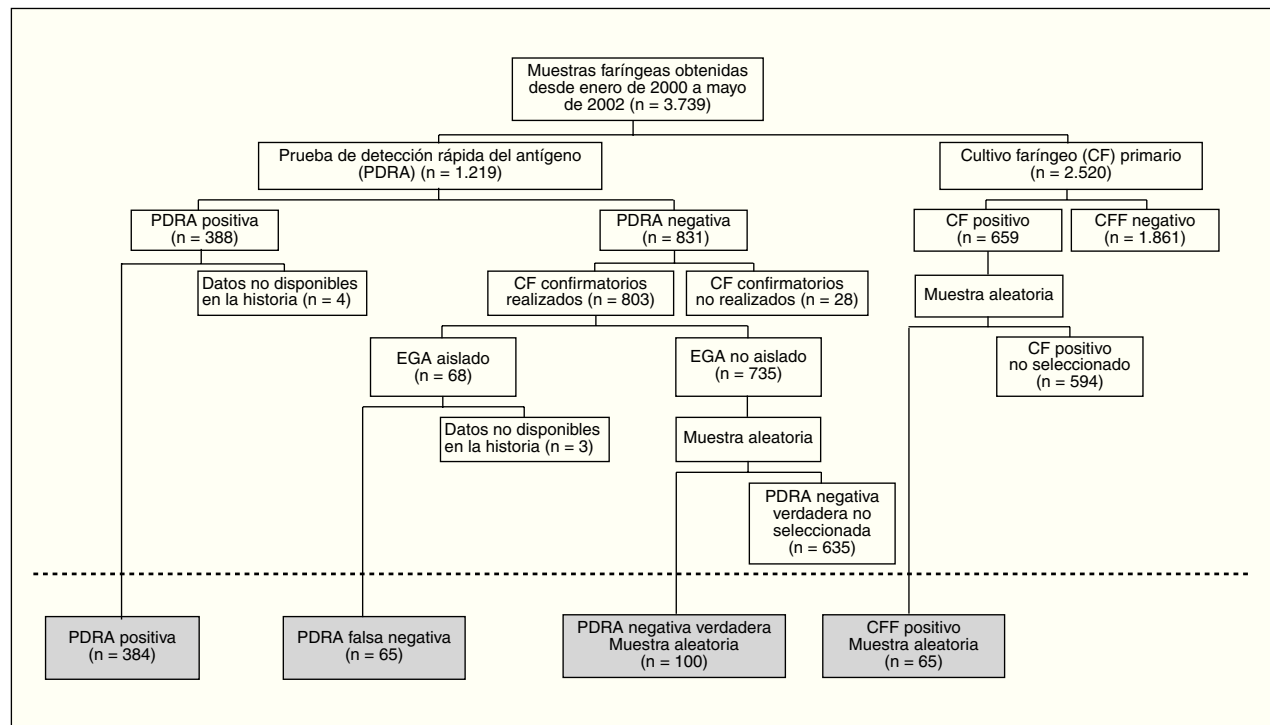 Muestras faríngeas obtenidas
desde enero de 2000 a mayo
de 2002 (n = 3.739)
Prueba de detección rápida del antígeno
(PDRA) (n = 1.219)
Cultivo faríngeo (CF) primario
(n = 2.520)
PDRA positiva
(n = 388)
PDRA negativa
(n = 831)
CF positivo
(n = 659
CFF negativo
(n = 1.861)
Datos no disponibles
en la historia (n = 4)
CF confirmatorios
realizados (n = 803)
CF confirmatorios
no realizados (n = 28)
Muestra aleatoria
EGA aislado
(n = 68)
EGA no aislado
(n = 735)
CF positivo
no seleccionado
(n = 594)
Datos no disponibles
en la historia (n = 3)
Muestra aleatoria
PDRA negativa
verdadera no
seleccionada
(n = 635)
PDRA positiva
(n = 384)
PDRA falsa negativa
(n = 65)
PDRA negativa verdadera
Muestra aleatoria
(n = 100)
CFF positivo
Muestra aleatoria
(n = 65)